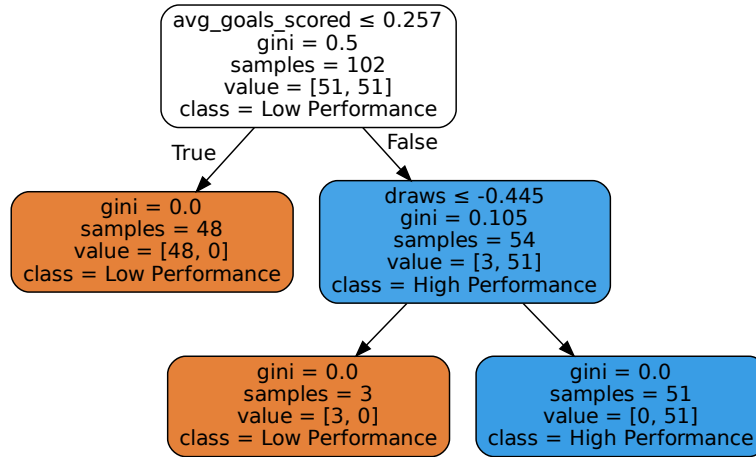 avg_goals_scored ≤ 0.257
gini = 0.5
samples = 102
value = [51, 51]
class = Low Performance
True
False
gini = 0.0
samples = 48
value = [48, 0]
class = Low Performance
draws ≤ -0.445
gini = 0.105
samples = 54
value = [3, 51]
class = High Performance
gini = 0.0
samples = 3
value = [3, 0]
class = Low Performance
gini = 0.0
samples = 51
value = [0, 51]
class = High Performance